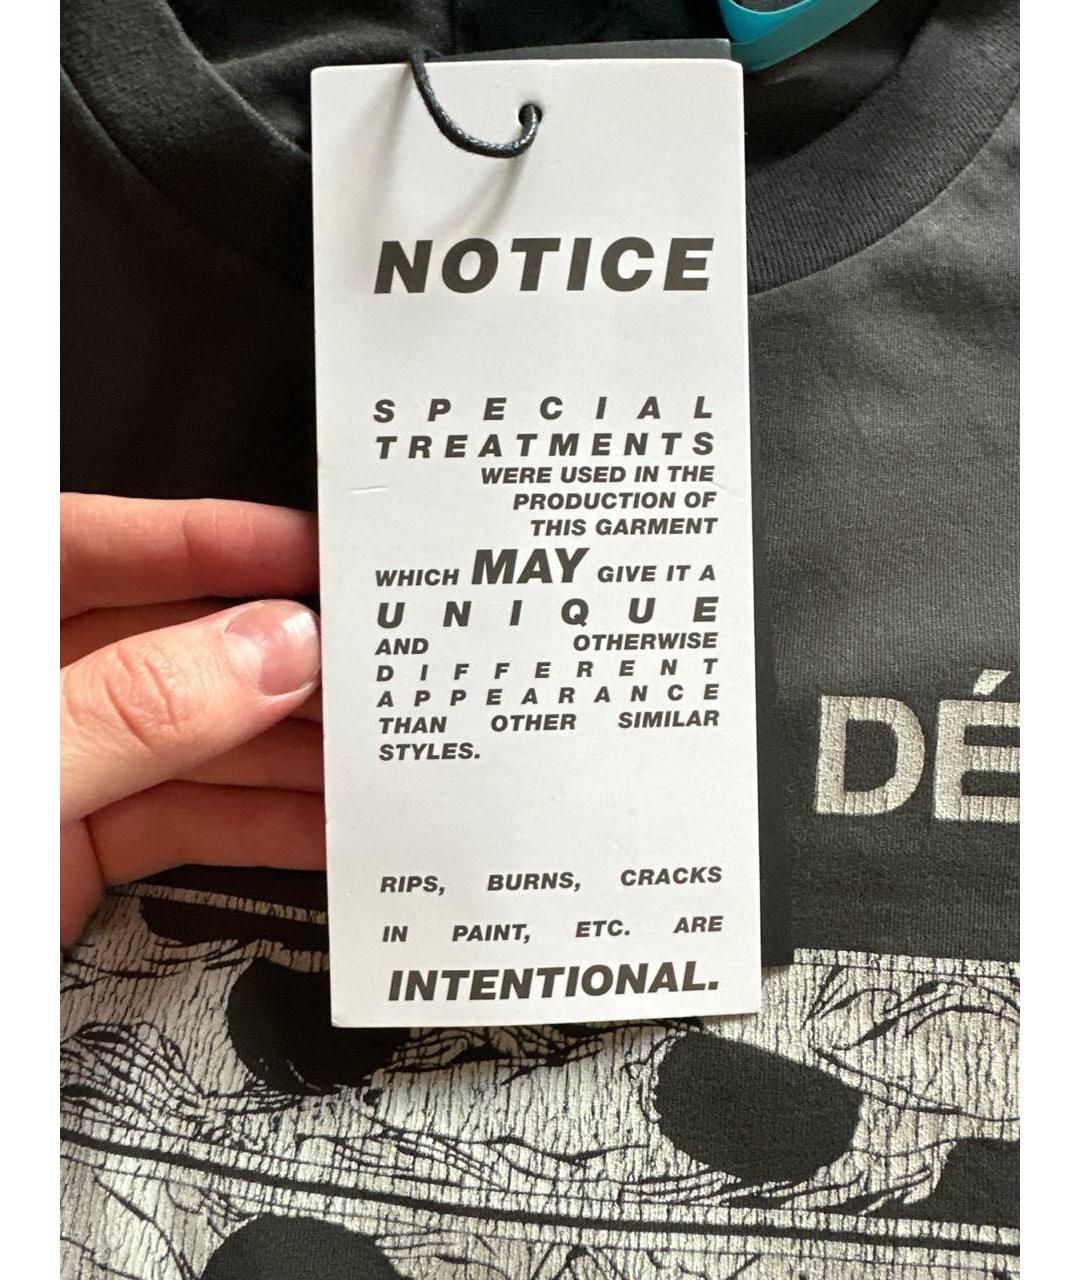 NOTICE
SPECIAL
TREATMENTS
WERE USED IN THE
PRODUCTION OF
THIS GARMENT
WHICH MAY GIVE IT A
UNIQUE
AND OTHERWISE
DIFFERENT
APPEARANCE
THAN OTHER SIMILAR
STYLES.
RIPS, BURNS, CRACKS
IN PAINT, ETC. ARE
INTENTIONAL.
DÉ